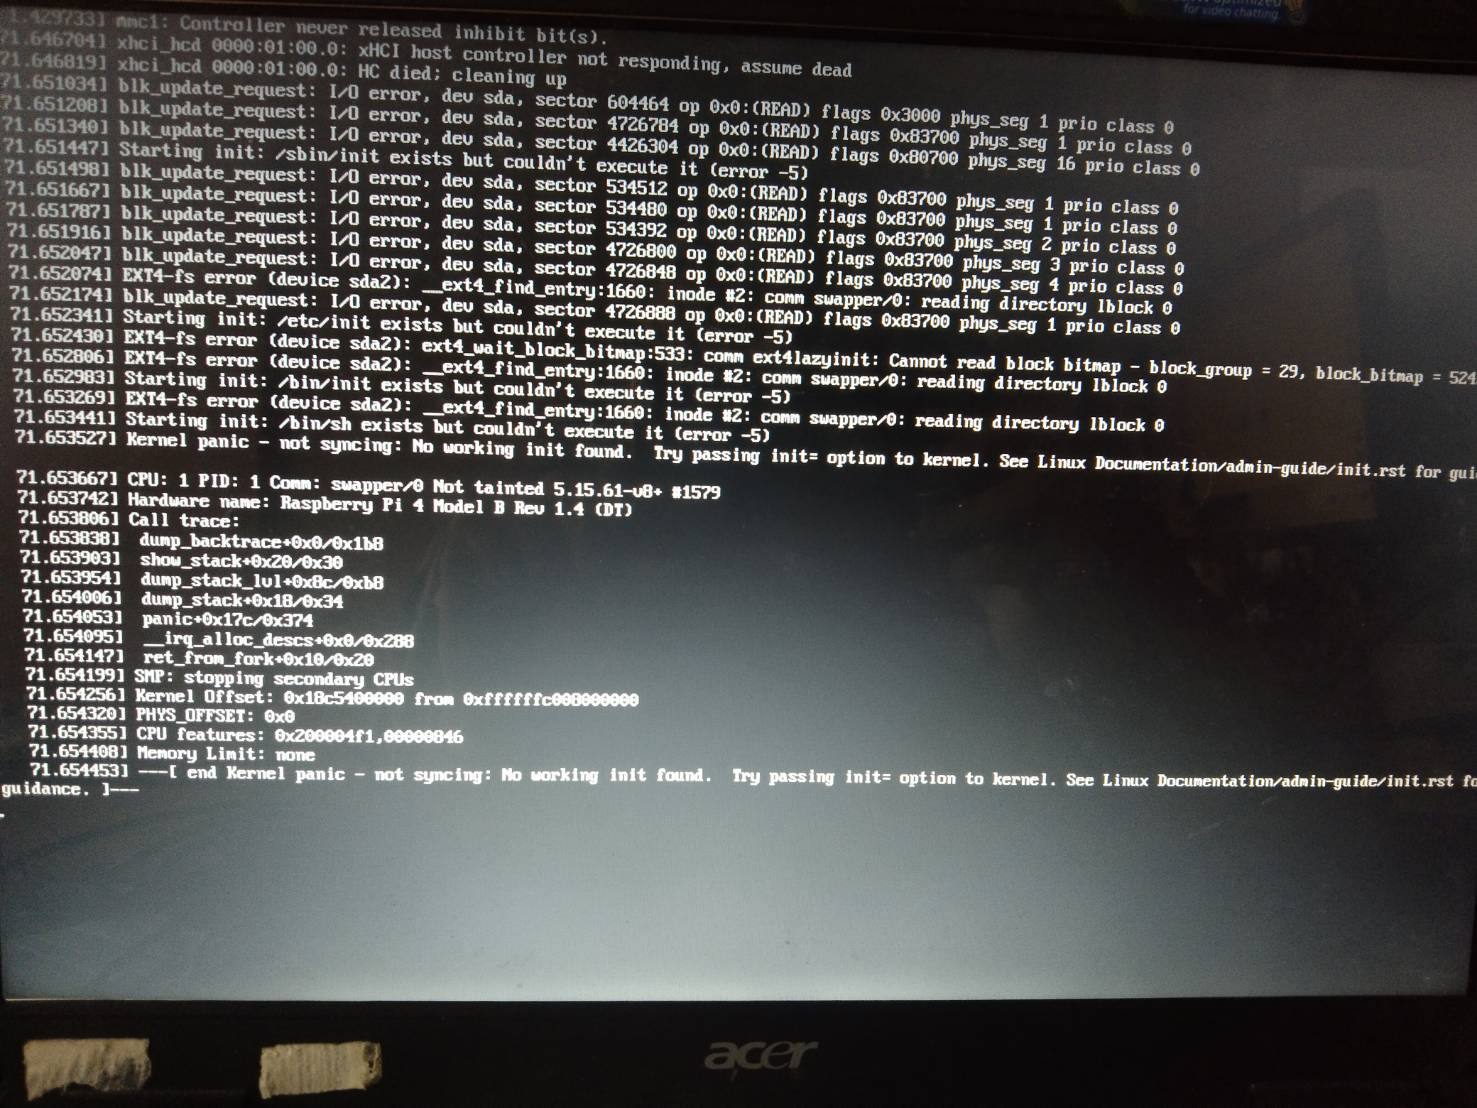 for video chatting
1.429733] mmc1: Controller never released inhibit bit(s).
71.646704] xhci_hcd 0000:01:00.0: xHCI host controller not responding, assume dead
71.646819] xhci_hcd 0000:01:00.0: HC died; cleaning up
71.651034] blk_update_request: I/O error, dev sda, sector 604464 op 0x0:(READ) flags 0x3000 phys_seg 1 prio class 0
71.651208] blk_update_request: I/O error, dev sda, sector 4726784 op 0x0:(READ) flags 0x83700 phys_seg 1 prio class 0
71.651340] blk_update_request: I/O error, dev sda, sector 4426304 op 0x0:(READ) flags 0x80700 phys_seg 16 prio class 0
71.651447] Starting init: /sbin/init exists but couldn't execute it (error -5)
71.651498] blk_update_request: I/O error, dev sda, sector 534512 op 0x0:(READ) flags 0x83700 phys_seg 1 prio class 0
71.651667] blk_update_request: I/O error, dev sda, sector 534480 op 0x0:(READ) flags 0x83700 phys_seg 1 prio class 0
71.651787] blk_update_request: I/O error, dev sda, sector 534392 op 0x0:(READ) flags 0x83700 phys_seg 2 prio class 0
71.651916] blk_update_request: I/O error, dev sda, sector 4726800 op 0x0:(READ) flags 0x83700 phys_seg 3 prio class 0
71.652047] blk_update_request: I/O error, dev sda, sector 4726848 op 0x0:(READ) flags 0x83700 phys_seg 4 prio class 0
71.652074] EXT4-fs error (device sda2): __ext4_find_entry:1660: inode #2: comm swapper/0: reading directory lblock 0
71.652174] blk_update_request: I/O error, dev sda, sector 4726888 op 0x0:(READ) flags 0x83700 phys_seg 1 prio class 0
71.652341] Starting init: /etc/init exists but couldn't execute it (error -5)
71.652430] EXT4-fs error (device sda2): ext4_wait_block_bitmap:533: comm ext4lazyinit: Cannot read block bitmap - block_group = 29, block_bitmap = 524
71.652806] EXT4-fs error (device sda2): __ext4_find_entry:1660: inode #2: comm swapper/0: reading directory lblock 0
71.652983] Starting init: /bin/init exists but couldn't execute it (error -5)
71.653269] EXT4-fs error (device sda2): __ext4_find_entry:1660: inode #2: comm swapper/0: reading directory lblock 0
71.653441] Starting init: /bin/sh exists but couldn't execute it (error -5)
71.653527] Kernel panic - not syncing: No working init found.  Try passing init= option to kernel. See Linux Documentation/admin-guide/init.rst for gui
71.653667] CPU: 1 PID: 1 Comm: swapper/0 Not tainted 5.15.61-v8+ #1579
71.653742] Hardware name: Raspberry Pi 4 Model B Rev 1.4 (DT)
71.653806] Call trace:
71.653838]  dump_backtrace+0x0/0x1b8
71.653903]  show_stack+0x20/0x30
71.653954]  dump_stack_lvl+0x8c/0xb8
71.654006]  dump_stack+0x18/0x34
71.654053]  panic+0x17c/0x374
71.654095]  __irq_alloc_descs+0x0/0x288
71.654147]  ret_from_fork+0x10/0x20
71.654199] SMP: stopping secondary CPUs
71.654256] Kernel Offset: 0x18c5400000 from 0xffffffc008000000
71.654320] PHYS_OFFSET: 0x0
71.654355] CPU features: 0x200004f1,00000846
71.654408] Memory Limit: none
71.654453] ---[ end Kernel panic - not syncing: No working init found.  Try passing init= option to kernel. See Linux Documentation/admin-guide/init.rst fo
guidance. ]---
acer